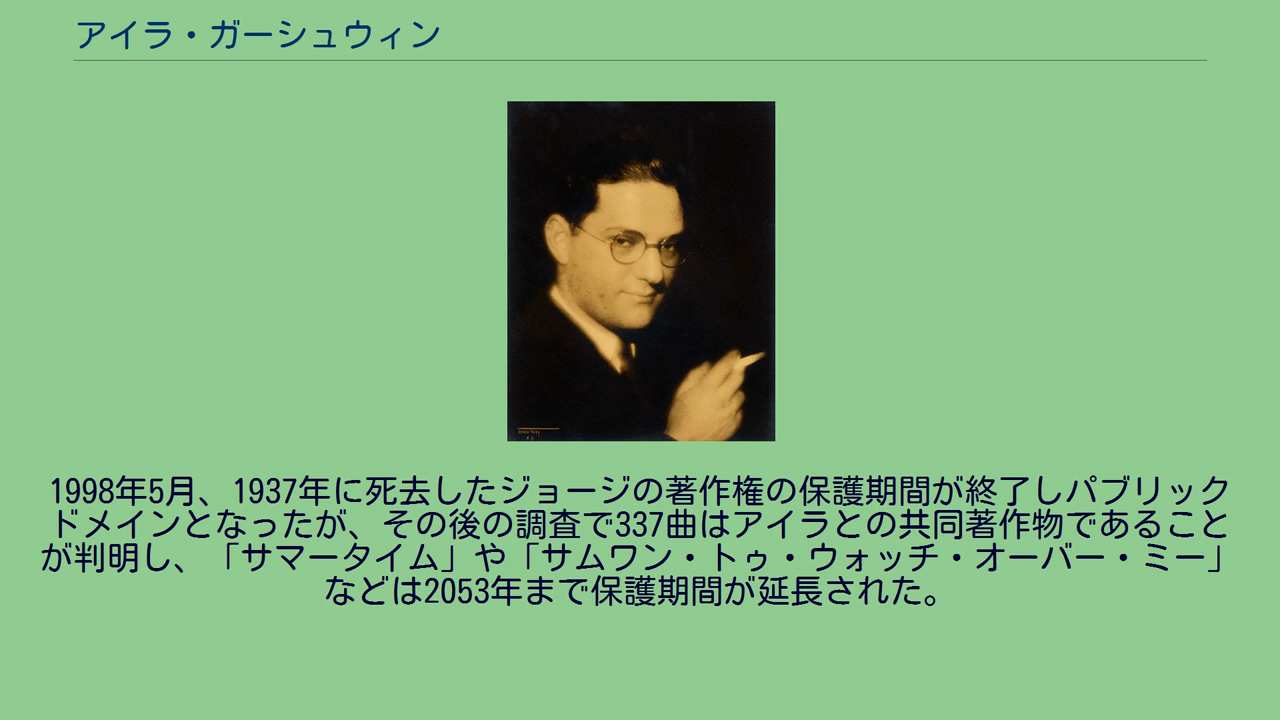 アイラ・ガーシュウィン
1998年5月、1937年に死去したジョージの著作権の保護期間が終了しパブリック
ドメインとなったが、その後の調査で337曲はアイラとの共同著作物であること
が判明し、「サマータイム」や「サムワン・トゥ・ウォッチ・オーバー・ミー」
などは2053年まで保護期間が延長された。